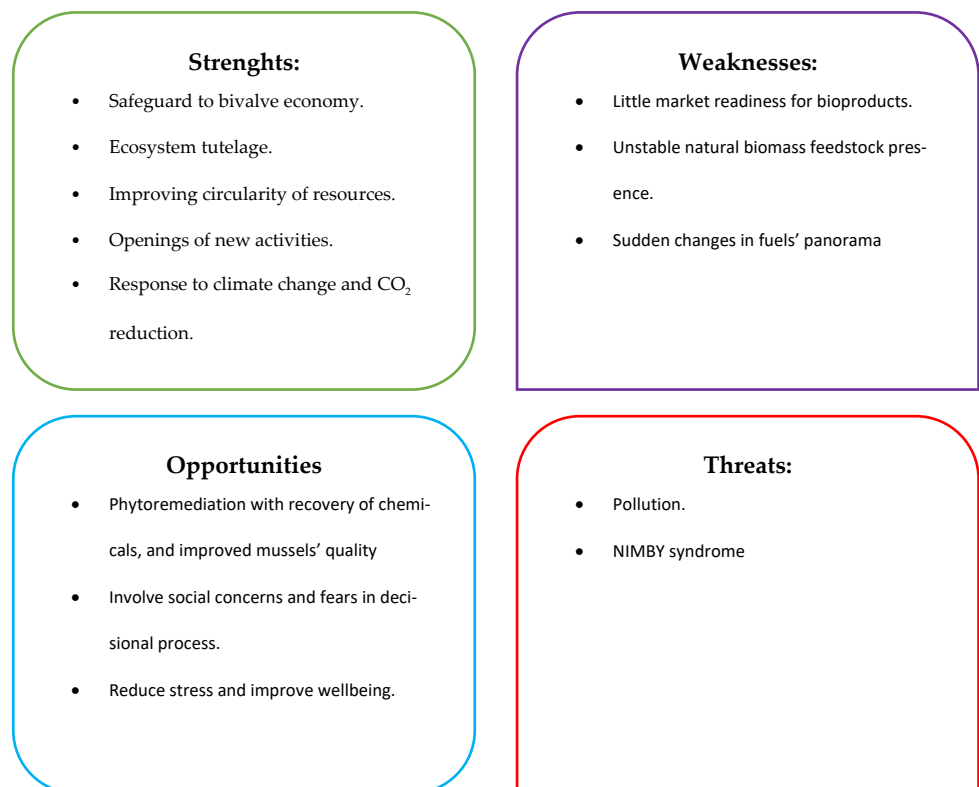 Strenghts:
• Safeguard to bivalve economy.
• Ecosystem tutelage.
• Improving circularity of resources.
• Openings of new activities.
• Response to climate change and CO₂
reduction.
Weaknesses:
• Little market readiness for bioproducts.
• Unstable natural biomass feedstock pres-
ence.
• Sudden changes in fuels’ panorama
Opportunities
• Phytoremediation with recovery of chemi-
cals, and improved mussels’ quality
• Involve social concerns and fears in deci-
sional process.
• Reduce stress and improve wellbeing.
Threats:
• Pollution.
• NIMBY syndrome